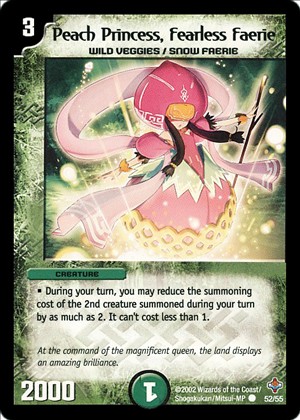 3
Peach Princess, Fearless Faerie
WILD VEGGIES / SNOW FAERIE
CREATURE
▪ During your turn, you may reduce the summoning
cost of the 2nd creature summoned during your turn
by as much as 2. It can't cost less than 1.
At the command of the magnificent queen, the land displays
an amazing brilliance.
2000
1
©2002 Wizards of the Coast/
Shogakukan/Mitsui-MP ● 52/55